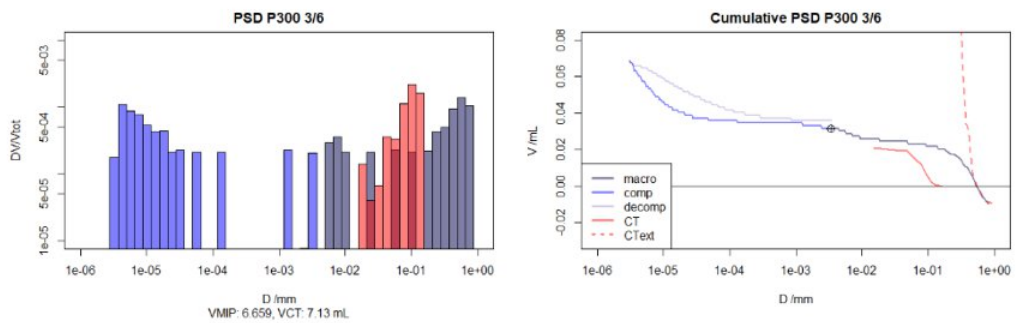 PSD P300 3/6
DV/Vtot
5e-03
5e-04
5e-05
1e-05
1e-06 1e-05 1e-04 1e-03 1e-02 1e-01 1e+00
D /mm
VMIP: 6.659, VCT: 7.13 mL
Cumulative PSD P300 3/6
V /mL
0.08
0.06
0.04
0.02
0.00
-0.02
macro
comp
decomp
CT
CText
1e-06 1e-05 1e-04 1e-03 1e-02 1e-01 1e+00
D /mm